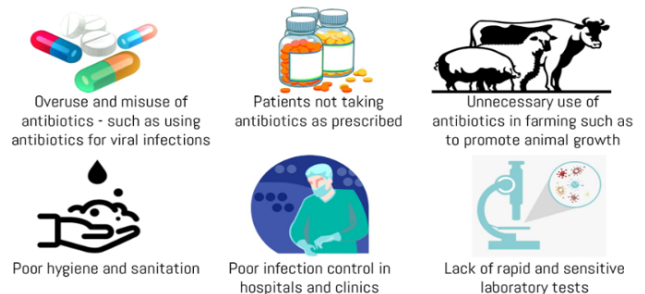 Overuse and misuse of
antibiotics - such as using
antibiotics for viral infections
Patients not taking
antibiotics as prescribed
Unnecessary use of
antibiotics in farming such as
to promote animal growth
Poor hygiene and sanitation
Poor infection control in
hospitals and clinics
Lack of rapid and sensitive
laboratory tests